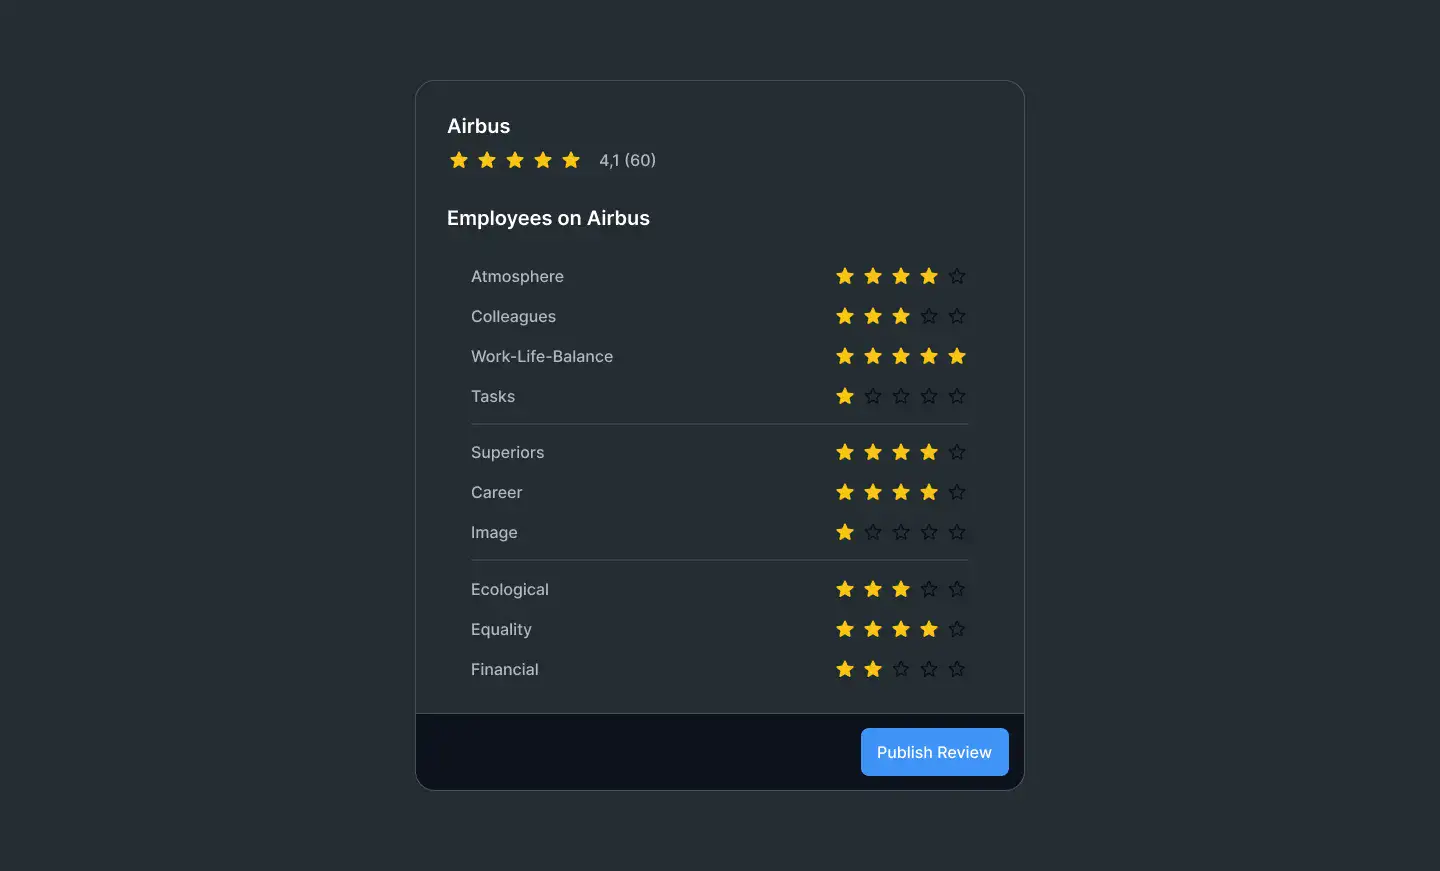 Airbus
4,1 (60)
Employees on Airbus
Atmosphere
Colleagues
Work-Life-Balance
Tasks
Superiors
Career
Image
Ecological
Equality
Financial
Publish Review